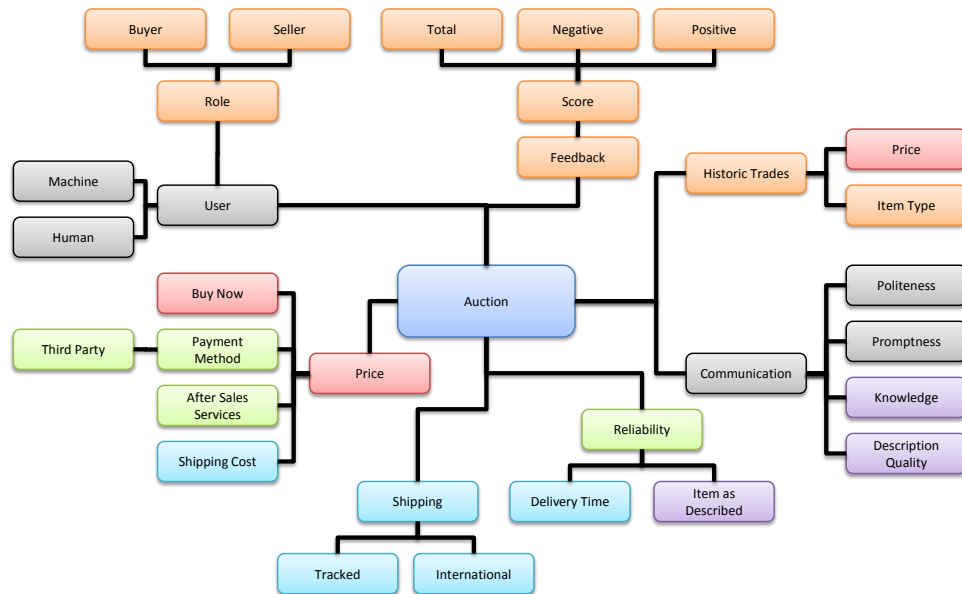 Buyer
Seller
Total
Negative
Positive
Role
Score
Feedback
Historic Trades
Price
Item Type
Machine
Human
User
Auction
Buy Now
Third Party
Payment
Method
Price
After Sales
Services
Shipping Cost
Politeness
Promptness
Communication
Knowledge
Description
Quality
Reliability
Shipping
Delivery Time
Item as
Described
Tracked
International